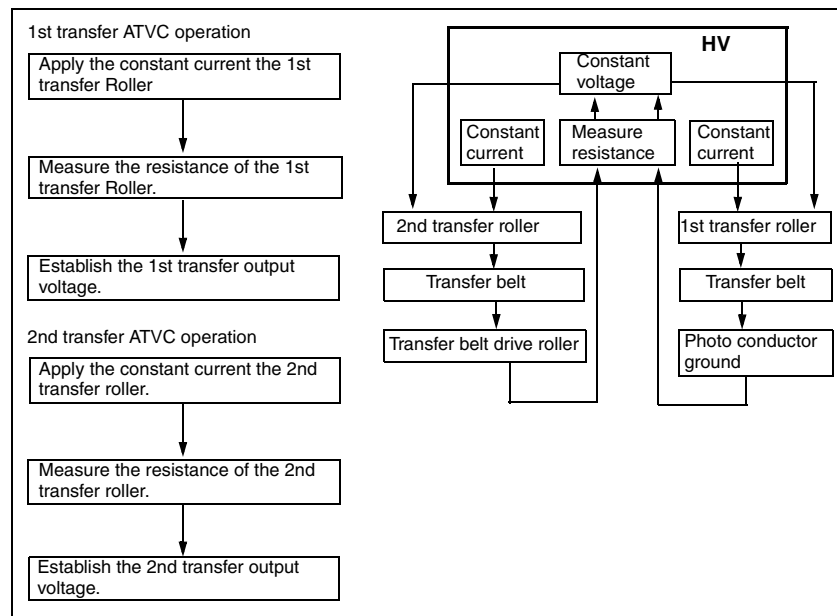 1st transfer ATVC operation
Apply the constant current the 1st
transfer Roller
Measure the resistance of the 1st
transfer Roller.
Establish the 1st transfer output
voltage.
2nd transfer ATVC operation
Apply the constant current the 2nd
transfer roller.
Measure the resistance of the 2nd
transfer roller.
Establish the 2nd transfer output
voltage.
HV
Constant
voltage
Constant
current
Measure
resistance
Constant
current
2nd transfer roller
1st transfer roller
Transfer belt
Transfer belt
Transfer belt drive roller
Photo conductor
ground